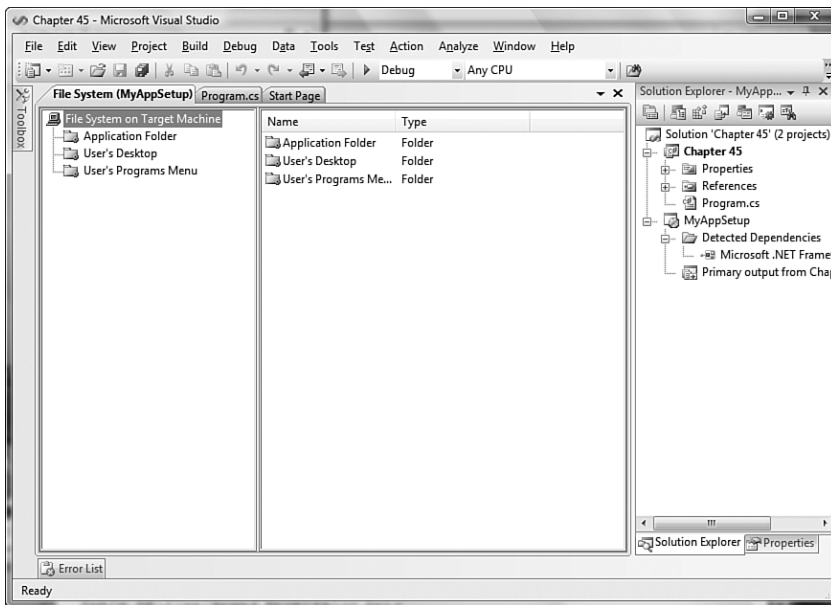 Chapter 45 - Microsoft Visual Studio
File Edit View Project Build Debug Data Tools Test Action Analyze Window Help
Debug Any CPU
Toolbox
File System (MyAppSetup) Program.cs Start Page
File System on Target Machine
Application Folder
User's Desktop
User's Programs Menu
Name Type
Application Folder Folder
User's Desktop Folder
User's Programs Me... Folder
Solution Explorer - MyApp...
Solution 'Chapter 45' (2 projects)
Chapter 45
Properties
References
Program.cs
MyAppSetup
Detected Dependencies
Microsoft .NET Frame
Primary output from Chap
Solution Explorer Properties
Error List
Ready